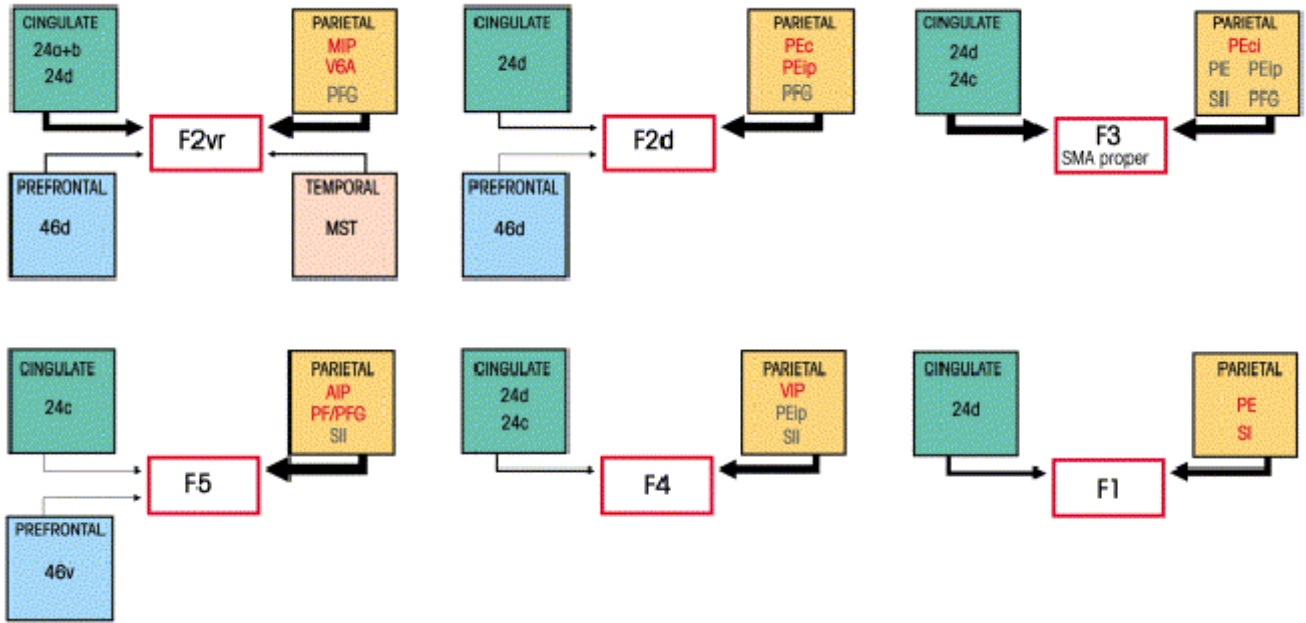 CINGULATE
24a+b
24d
PARIETAL
MIP
V6A
PFG
F2vr
PREFRONTAL
46d
TEMPORAL
MST
CINGULATE
24d
PARIETAL
PEc
PEip
PFG
F2d
PREFRONTAL
46d
CINGULATE
24d
24c
PARIETAL
PEci
PE PEip
SII PFG
F3
SMA proper
CINGULATE
24c
PARIETAL
AIP
PF/PFG
SII
F5
PREFRONTAL
46v
CINGULATE
24d
24c
PARIETAL
VIP
PEip
SII
F4
CINGULATE
24d
PARIETAL
PE
SI
F1